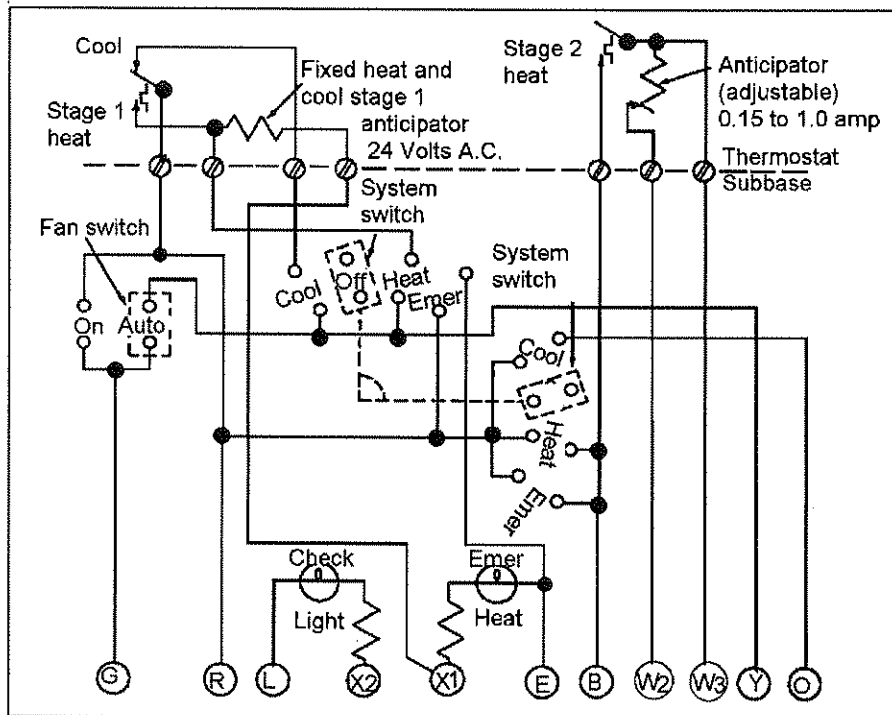 Cool
Stage 1
heat
Fixed heat and
cool stage 1
anticipator
24 Volts A.C.
Stage 2
heat
Anticipator
(adjustable)
0.15 to 1.0 amp
Thermostat
Subbase
System
switch
Fan switch
On
Auto
Cool
Off
Heat
Emer
System
switch
Cool
Heat
Emer
Check
Light
Emer
Heat
G
R
L
X2
X1
E
B
W2
W3
Y
O